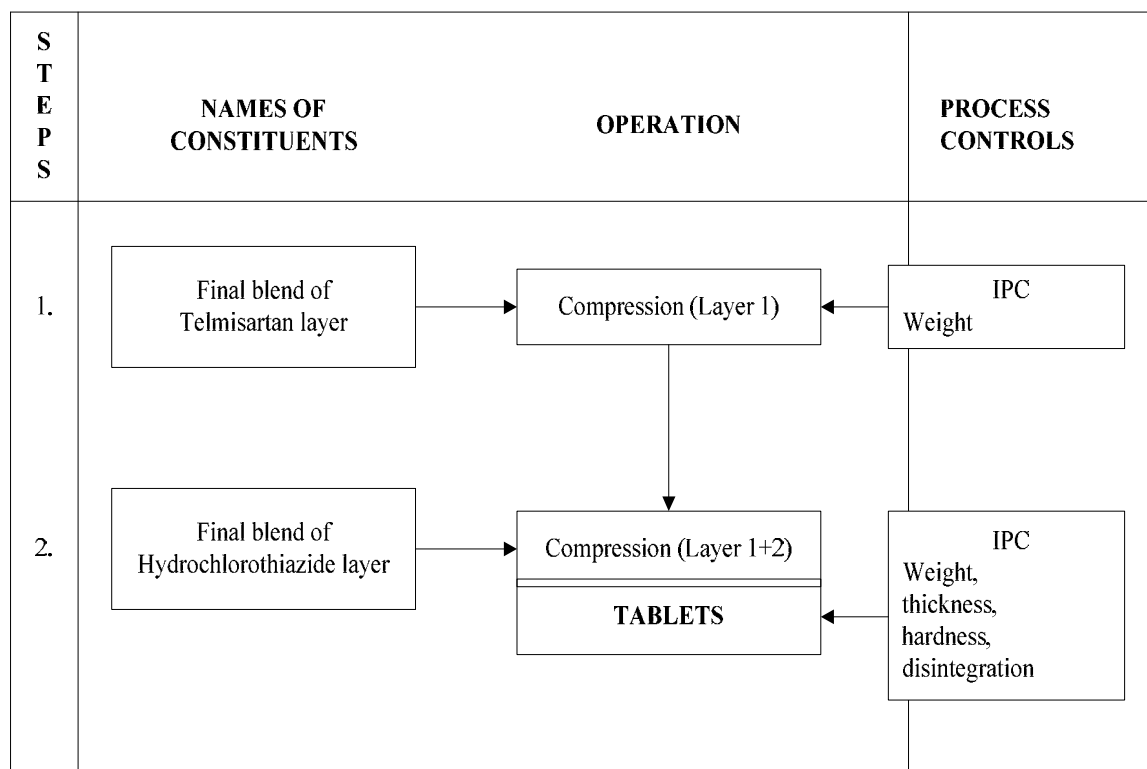 S
T
E
P
S
NAMES OF
CONSTITUENTS
OPERATION
PROCESS
CONTROLS
1.
Final blend of
Telmisartan layer
Compression (Layer 1)
IPC
Weight
2.
Final blend of
Hydrochlorothiazide layer
Compression (Layer 1+2)
TABLETS
IPC
Weight,
thickness,
hardness,
disintegration